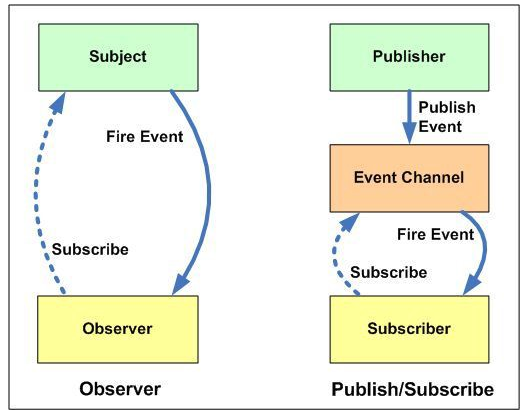 Subject
Fire Event
Subscribe
Observer
Observer
Publisher
Publish
Event
Event Channel
Fire Event
Subscribe
Subscriber
Publish/Subscribe